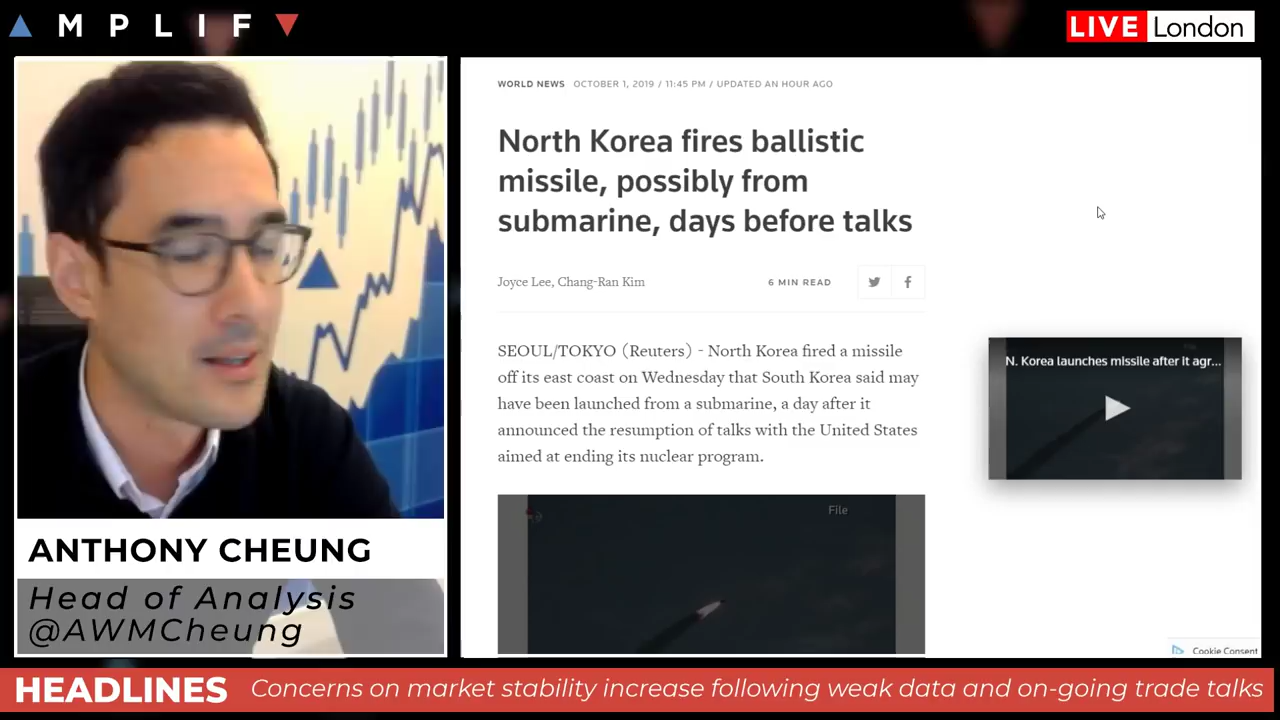 MPLIF
LIVE London
WORLD NEWS OCTOBER 1, 2019 / 11:45 PM / UPDATED AN HOUR AGO
North Korea fires ballistic
missile, possibly from
submarine, days before talks
Joyce Lee, Chang-Ran Kim
6 MIN READ
SEOUL/TOKYO (Reuters) - North Korea fired a missile
off its east coast on Wednesday that South Korea said may
have been launched from a submarine, a day after it
announced the resumption of talks with the United States
aimed at ending its nuclear program.
N. Korea launches missile after it agr...
File
Cookie Consent
ANTHONY CHEUNG
Head of Analysis
@AWMCheung
HEADLINES Concerns on market stability increase following weak data and on-going trade talks